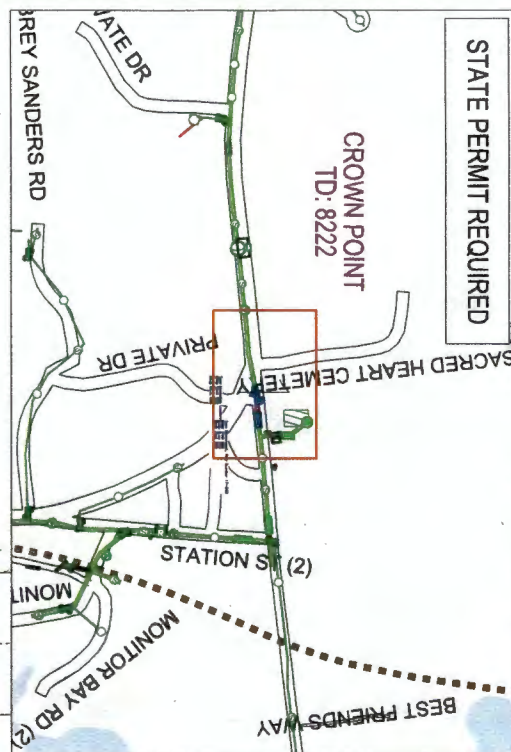 STATE PERMIT REQUIRED
CROWN POINT
TD: 8222
SACRED HEART CEMETERY
BREY SANDERS RD
VATE DR
PRIVATE DR
STATION ST (2)
MONIT
MONITOR BAY RD (2)
BEST FRIENDS WAY